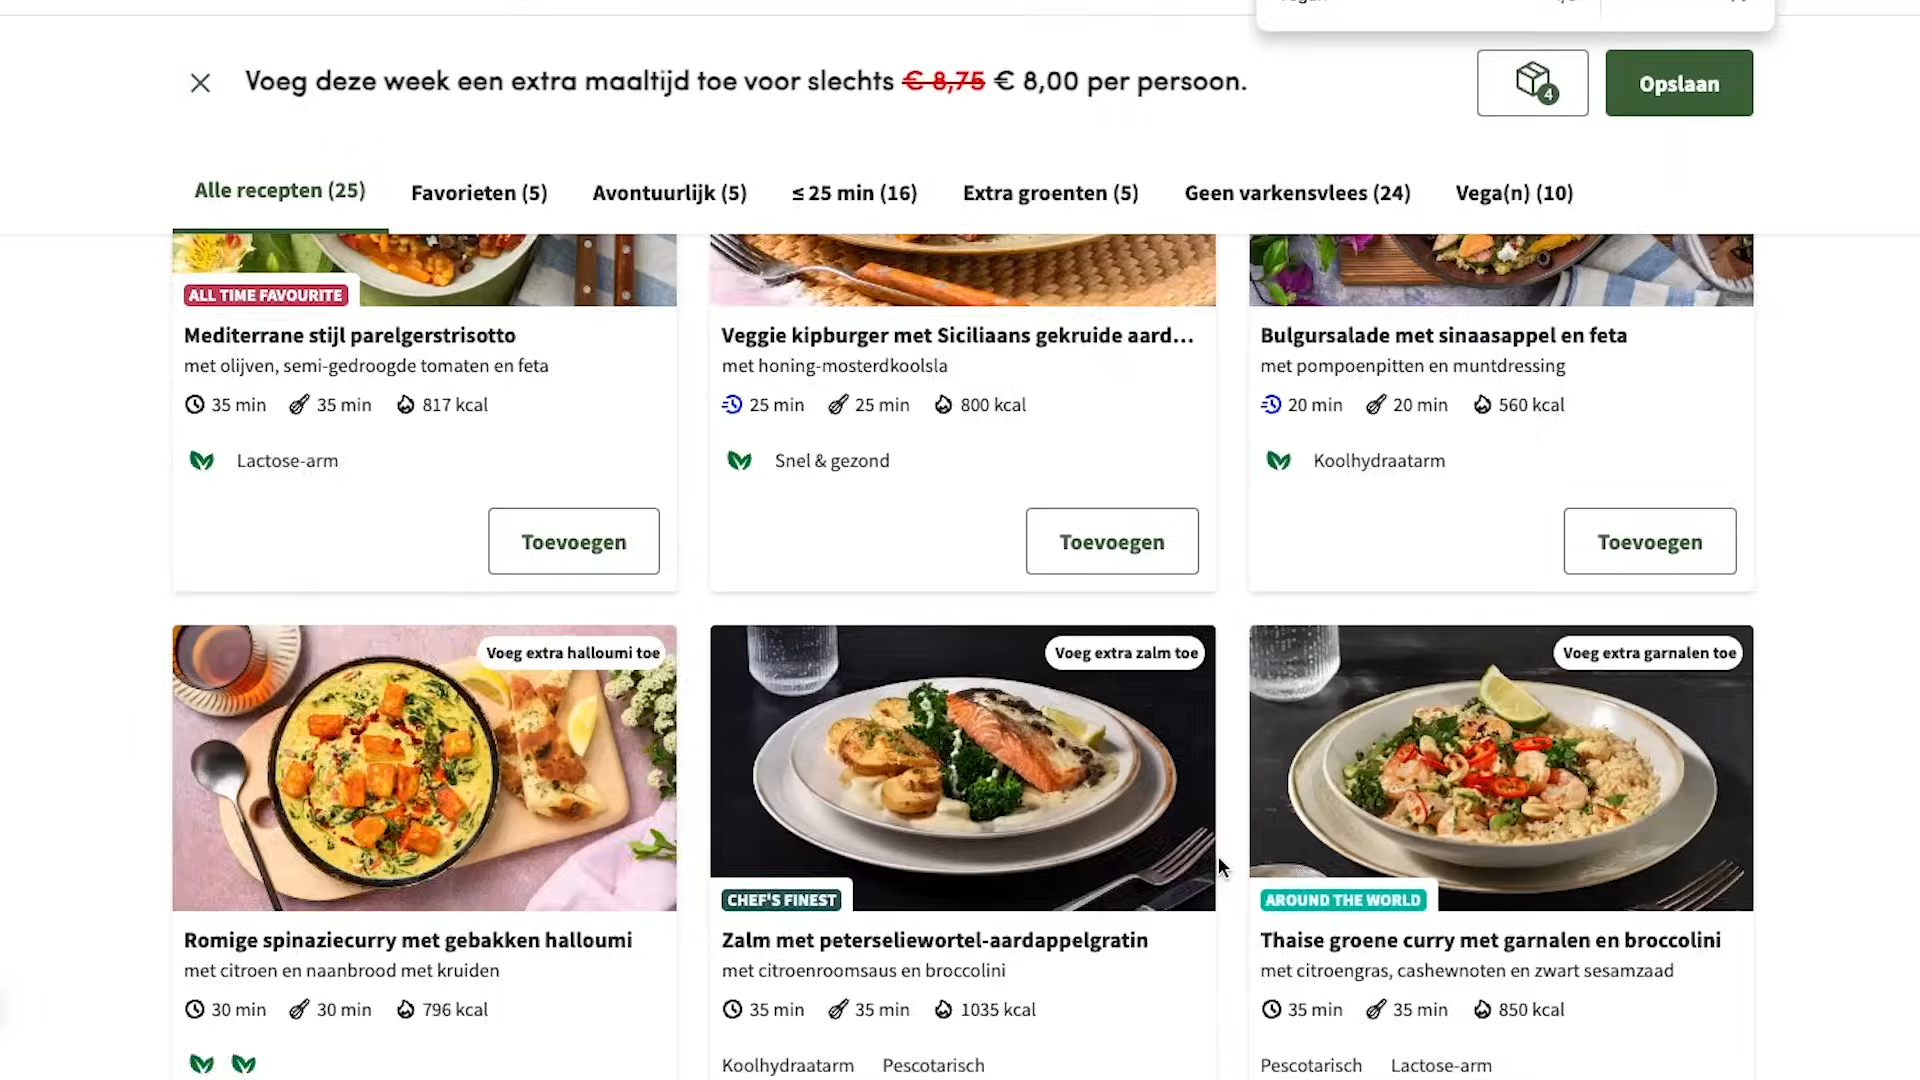 Voeg deze week een extra maaltijd toe voor slechts € 8,75 € 8,00 per persoon.
4
Opslaan
Alle recepten (25)
Favorieten (5)
Avontuurlijk (5)
≤ 25 min (16)
Extra groenten (5)
Geen varkensvlees (24)
Vega(n) (10)
ALL TIME FAVOURITE
Mediterrane stijl parelgerstrisotto
met olijven, semi-gedroogde tomaten en feta
35 min 35 min 817 kcal
Lactose-arm
Toevoegen
Veggie kipburger met Siciliaans gekruide aard...
met honing-mosterdkoolsla
25 min 25 min 800 kcal
Snel & gezond
Toevoegen
Bulgursalade met sinaasappel en feta
met pompoenpitten en muntdressing
20 min 20 min 560 kcal
Koolhydraatarm
Toevoegen
Voeg extra halloumi toe
Romige spinaziecurry met gebakken halloumi
met citroen en naanbrood met kruiden
30 min 30 min 796 kcal
Voeg extra zalm toe
CHEF'S FINEST
Zalm met peterseliewortel-aardappelgratin
met citroenroomsaus en broccolini
35 min 35 min 1035 kcal
Koolhydraatarm Pescotarisch
Voeg extra garnalen toe
AROUND THE WORLD
Thaise groene curry met garnalen en broccolini
met citroengras, cashewnoten en zwart sesamzaad
35 min 35 min 850 kcal
Pescotarisch Lactose-arm